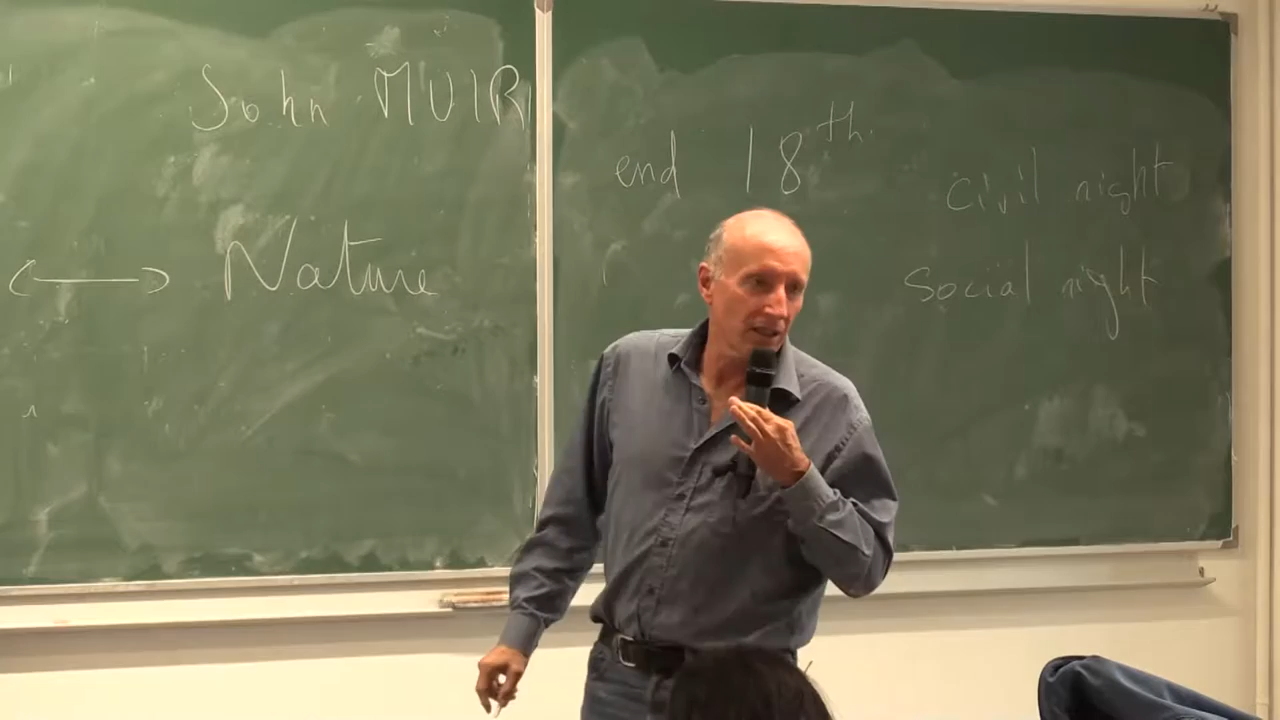 John MUIR
<-> Nature
end 18th.
civil night
social night